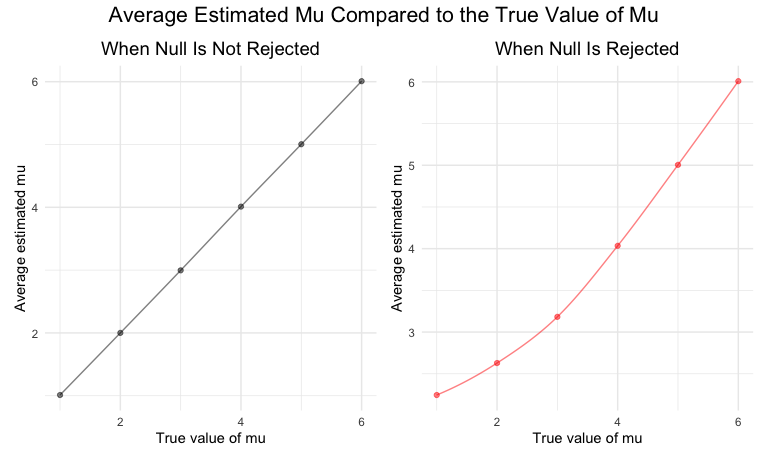 Average Estimated Mu Compared to the True Value of Mu
When Null Is Not Rejected
6
4
2
Average estimated mu
2 4 6
True value of mu
When Null Is Rejected
6
5
4
3
Average estimated mu
2 4 6
True value of mu